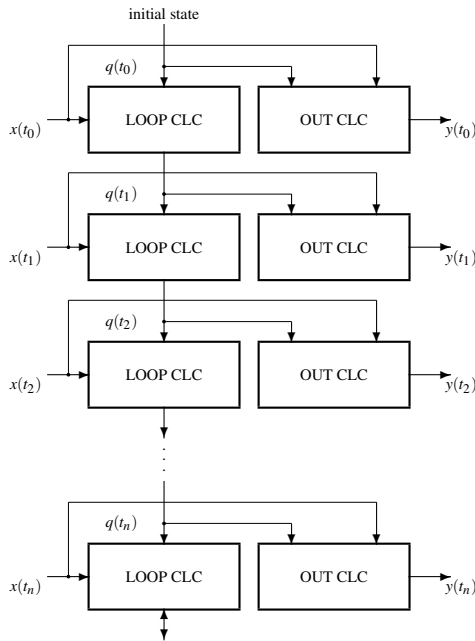 initial state
q(t₀)
x(t₀) LOOP CLC OUT CLC y(t₀)
q(t₁)
x(t₁) LOOP CLC OUT CLC y(t₁)
q(t₂)
x(t₂) LOOP CLC OUT CLC y(t₂)
q(tₙ)
x(tₙ) LOOP CLC OUT CLC y(tₙ)